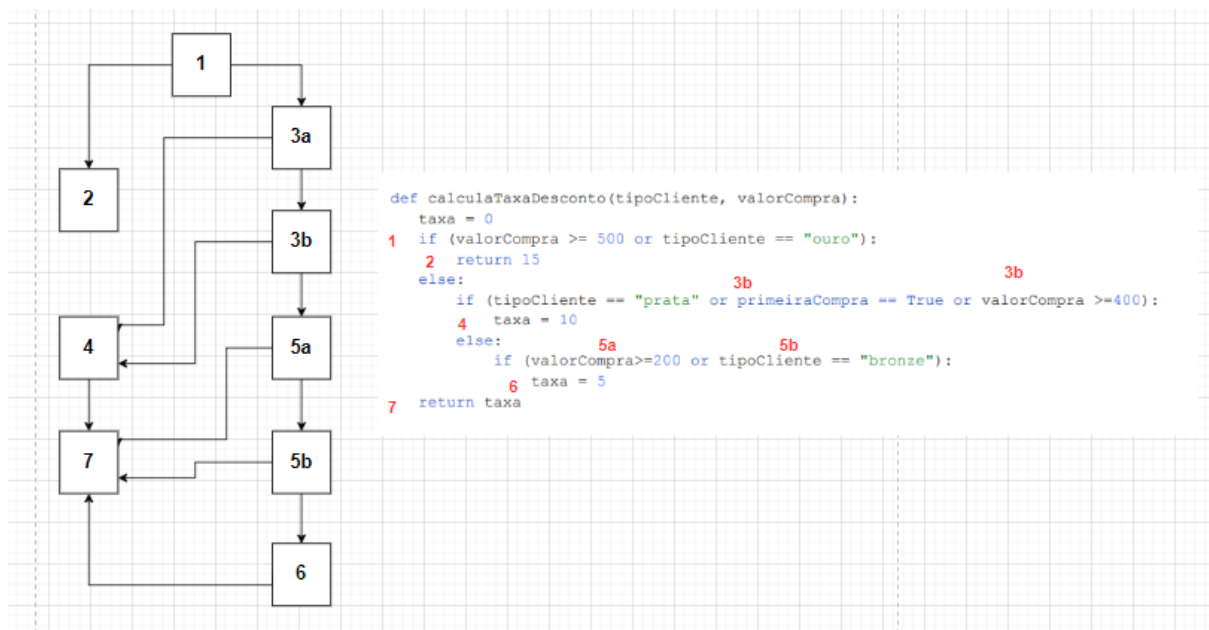 1
3a
2
3b
4
5a
7
5b
6
def calculaTaxaDesconto(tipoCliente, valorCompra):
taxa = 0
1 if (valorCompra >= 500 or tipoCliente == "ouro"):
2 return 15
else:
3b 3b
if (tipoCliente == "prata" or primeiraCompra == True or valorCompra >=400):
4 taxa = 10
else:
5a 5b
if (valorCompra>=200 or tipoCliente == "bronze"):
6 taxa = 5
7 return taxa